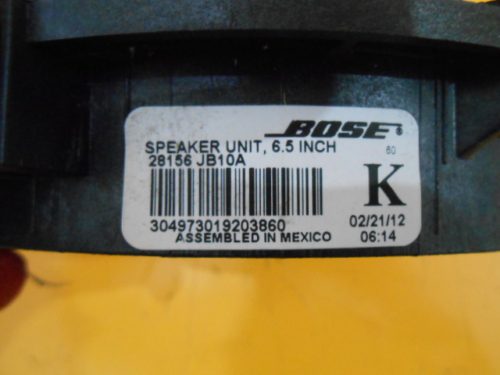 BOSE®
SPEAKER UNIT, 6.5 INCH
60
28156 JB10A
K
304973019203860
02/21/12
ASSEMBLED IN MEXICO
06:14